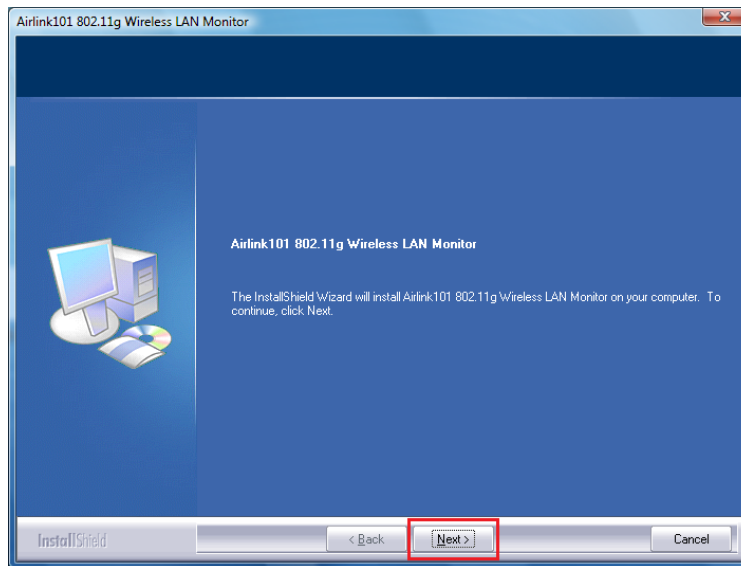 Airlink101 802.11g Wireless LAN Monitor
Airlink101 802.11g Wireless LAN Monitor
The InstallShield Wizard will install Airlink101 802.11g Wireless LAN Monitor on your computer. To
continue, click Next.
InstallShield
< Back
Next >
Cancel